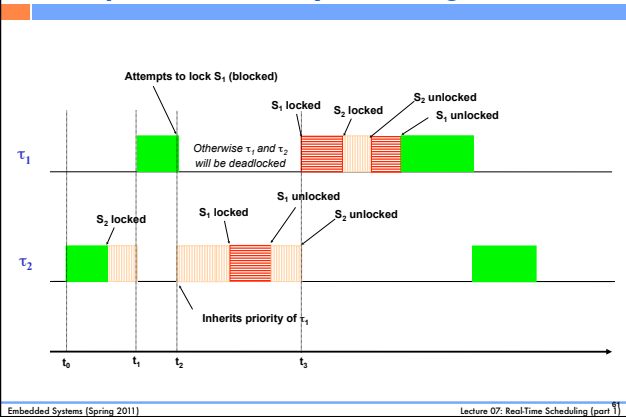 Attempts to lock S1 (blocked)
S1 locked
S2 locked
S2 unlocked
S1 unlocked
τ1
Otherwise τ1 and τ2
will be deadlocked
S2 locked
S1 locked
S1 unlocked
S2 unlocked
τ2
Inherits priority of τ1
t0
t1
t2
t3
61
Embedded Systems (Spring 2011)
Lecture 07: Real-Time Scheduling (part 1)